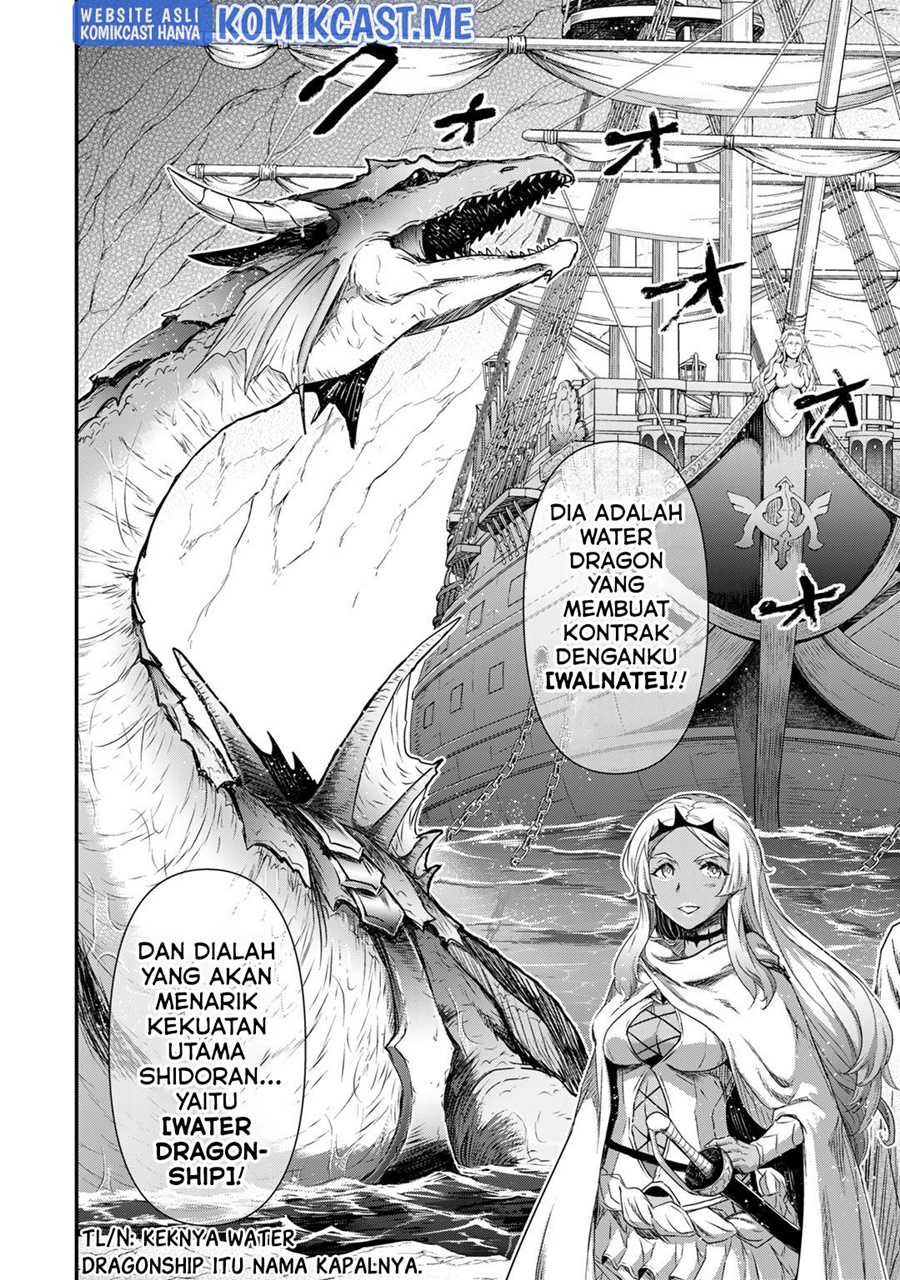 WEBSITE ASLI
KOMIKCAST HANYA
KOMIKCAST.ME
クオオオオオ
DIA ADALAH
WATER
DRAGON
YANG
MEMBUAT
KONTRAK
DENGANKU
[WALNATE]!!
DAN DIALAH
YANG AKAN
MENARIK
KEKUATAN
UTAMA
SHIDORAN...
YAITU
[WATER
DRAGON-
SHIP]!
TL/N: KEKNYA WATER
DRAGONSHIP ITU NAMA KAPALNYA.